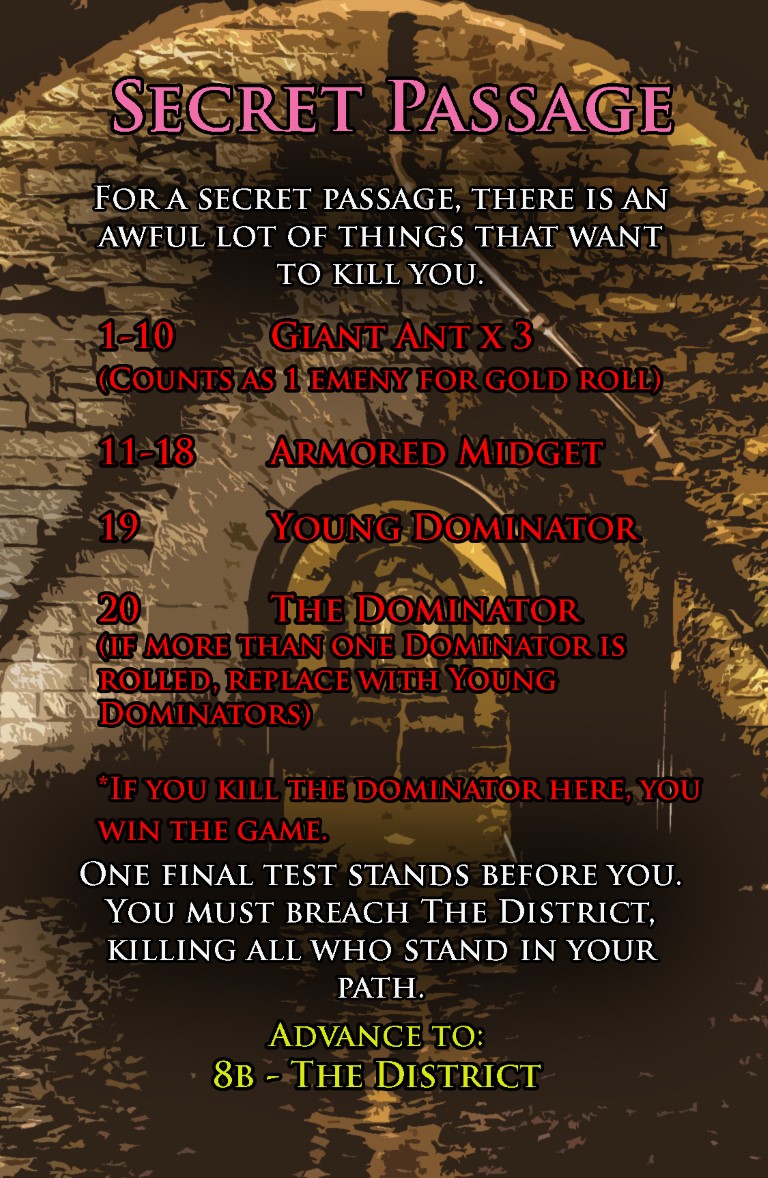 Secret Passage
For a secret passage, there is an
awful lot of things that want
to kill you.
1-10 Giant Ant x 3
(Counts as 1 emeny for gold roll)
11-18 Armored Midget
19 Young Dominator
20 The Dominator
(if more than one Dominator is
rolled, replace with Young
Dominators)
*If you kill the dominator here, you
win the game.
One final test stands before you.
You must breach The District,
killing all who stand in your
path.
Advance to:
8b - The District